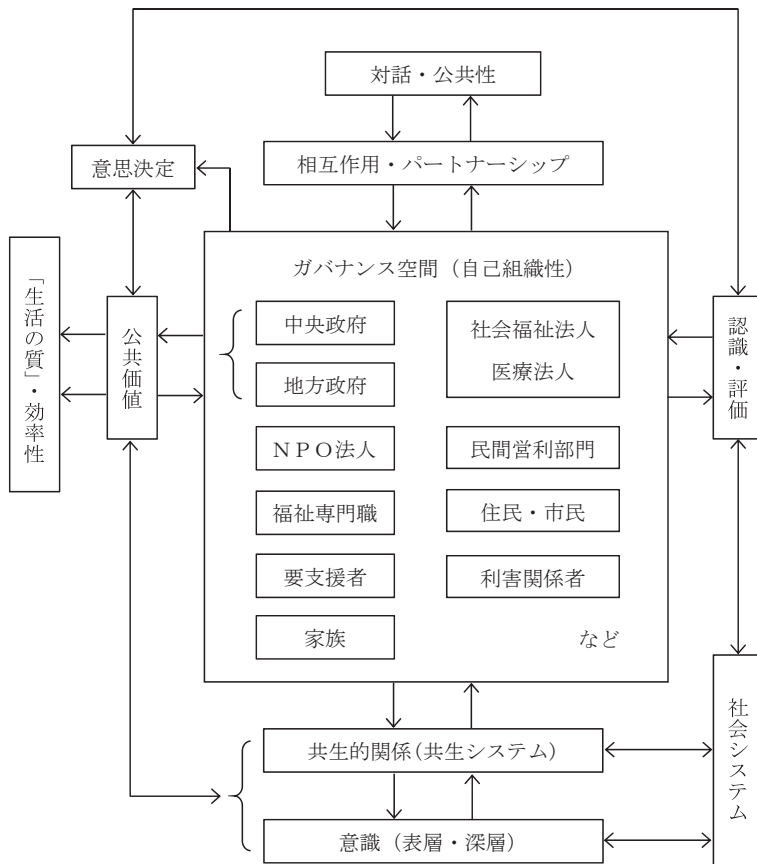 対話・公共性
相互作用・パートナーシップ
意思決定
ガバナンス空間（自己組織性）
「生活の質」・効率性
公共価値
中央政府
地方政府
ＮＰＯ法人
福祉専門職
要支援者
家族
社会福祉法人
医療法人
民間営利部門
住民・市民
利害関係者
など
認識・評価
共生的関係（共生システム）
意識（表層・深層）
社会システム